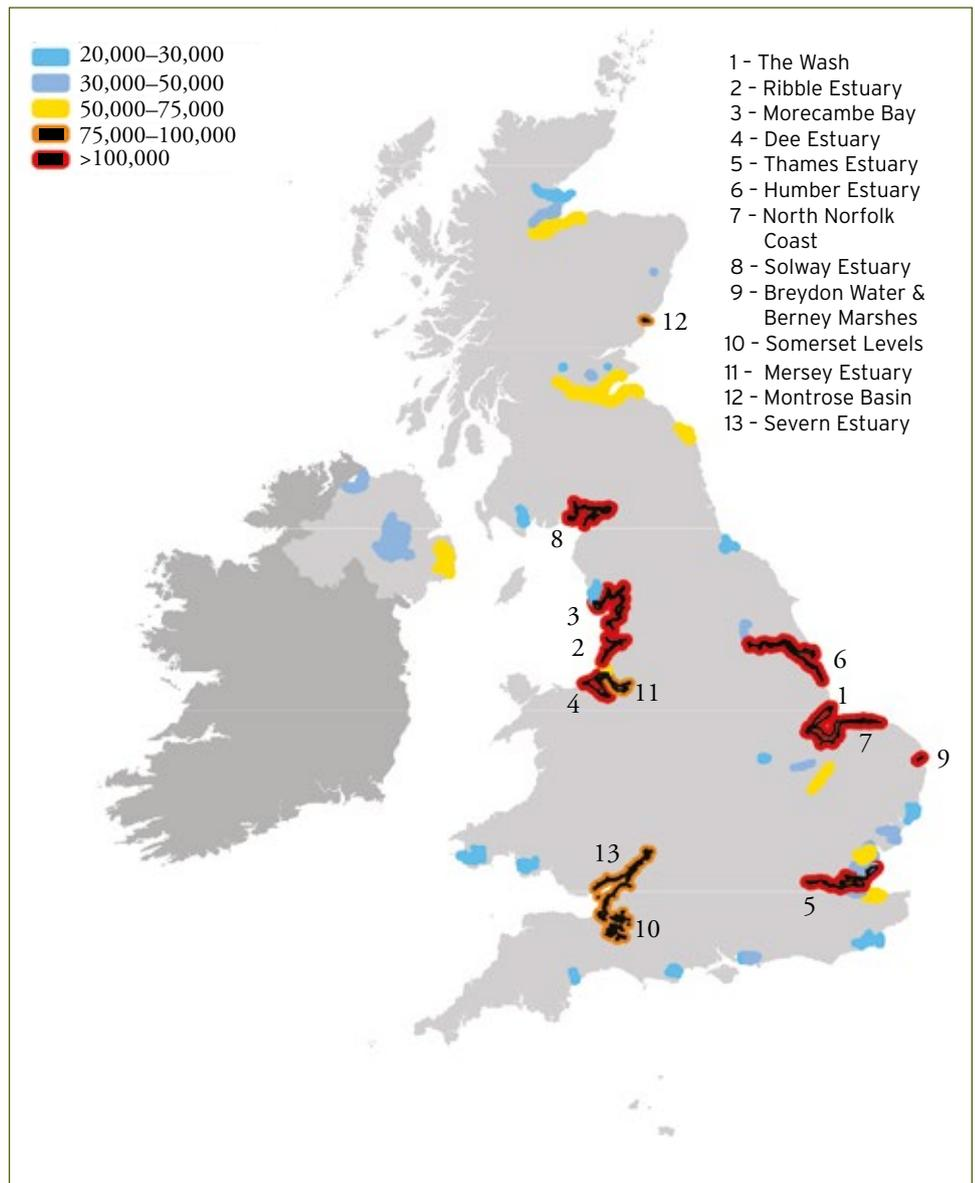 20,000–30,000
30,000–50,000
50,000–75,000
75,000–100,000
>100,000
1 – The Wash
2 – Ribble Estuary
3 – Morecambe Bay
4 – Dee Estuary
5 – Thames Estuary
6 – Humber Estuary
7 – North Norfolk
Coast
8 – Solway Estuary
9 – Breydon Water &
Berney Marshes
10 – Somerset Levels
11 – Mersey Estuary
12 – Montrose Basin
13 – Severn Estuary
12
8
3
2
6
11
4
1
7
9
13
5
10